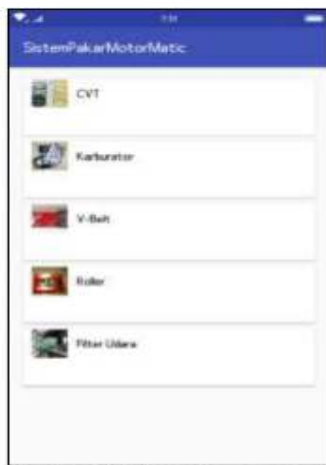 SistemPakarMotorMatic
CVT
Karburator
V-Belt
Roller
Filter Udara